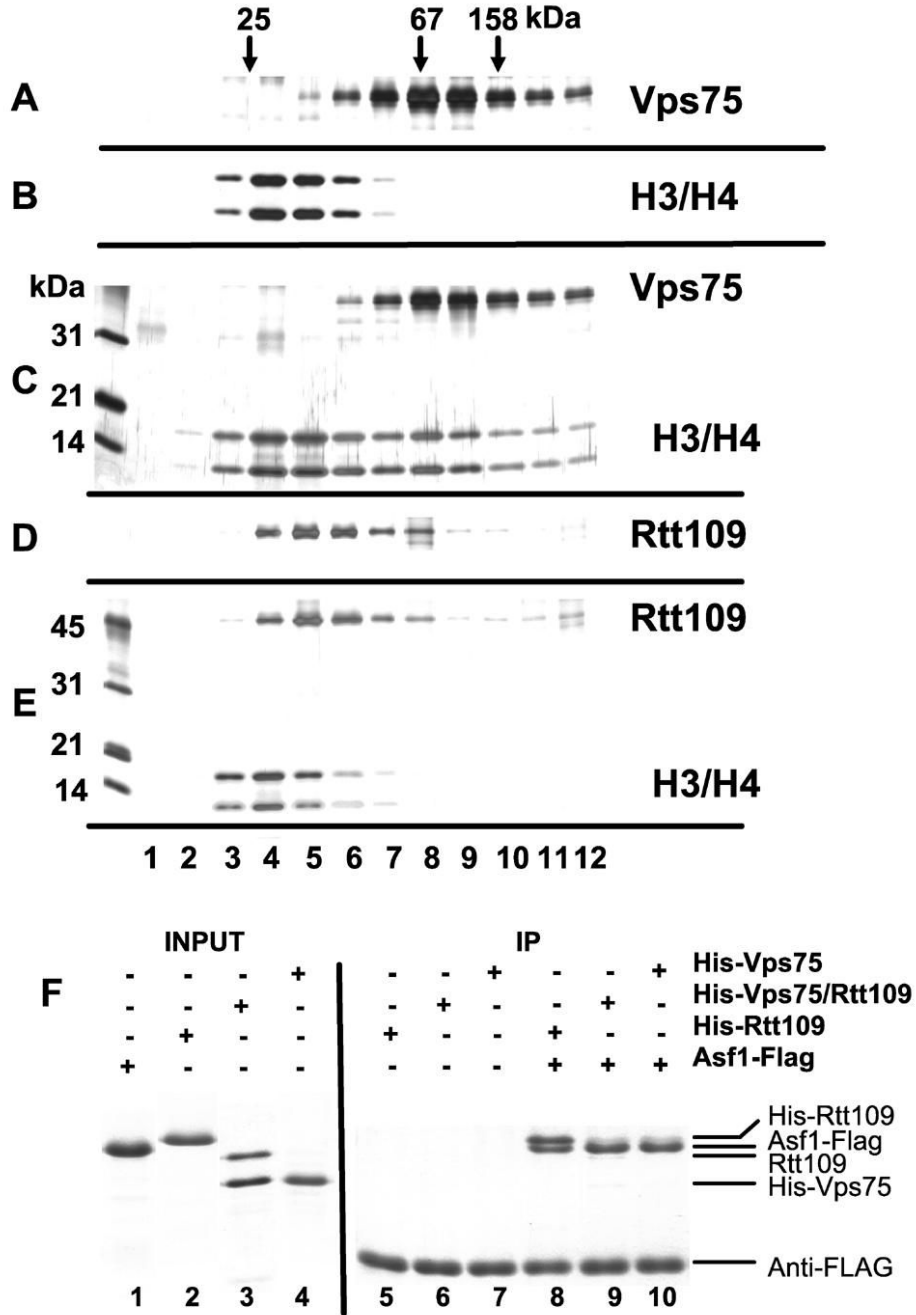 25 67 158 kDa
A Vps75
B H3/H4
kDa Vps75
31
C
21
14 H3/H4
D Rtt109
45 Rtt109
31
E
21
14 H3/H4
1 2 3 4 5 6 7 8 9 10 11 12
INPUT IP
F - - - + - - + - - + His-Vps75
- - + - - + - - + - His-Vps75/Rtt109
- + - - + - - + - - His-Rtt109
+ - - - - - - + + + Asf1-Flag
His-Rtt109
Asf1-Flag
Rtt109
His-Vps75
Anti-FLAG
1 2 3 4 5 6 7 8 9 10